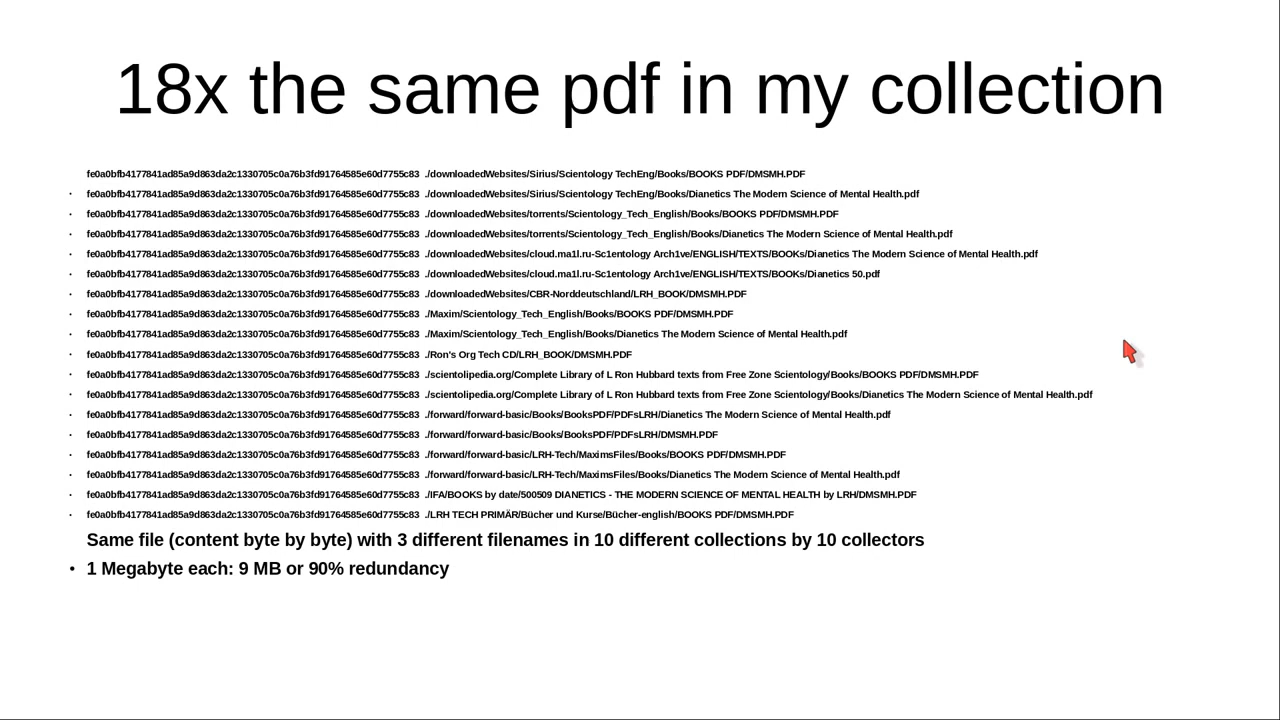 18x the same pdf in my collection
fe0a0bfb4177841ad85a9d863da2c1330705c0a76b3fd91764585e60d7755c83 ./downloadedWebsites/Sirius/Scientology TechEng/Books/BOOKS PDF/DMSMH.PDF
• fe0a0bfb4177841ad85a9d863da2c1330705c0a76b3fd91764585e60d7755c83 ./downloadedWebsites/Sirius/Scientology TechEng/Books/Dianetics The Modern Science of Mental Health.pdf
• fe0a0bfb4177841ad85a9d863da2c1330705c0a76b3fd91764585e60d7755c83 ./downloadedWebsites/torrents/Scientology_Tech_English/Books/BOOKS PDF/DMSMH.PDF
• fe0a0bfb4177841ad85a9d863da2c1330705c0a76b3fd91764585e60d7755c83 ./downloadedWebsites/torrents/Scientology_Tech_English/Books/Dianetics The Modern Science of Mental Health.pdf
• fe0a0bfb4177841ad85a9d863da2c1330705c0a76b3fd91764585e60d7755c83 ./downloadedWebsites/cloud.ma1l.ru-Sc1entology Arch1ve/ENGLISH/TEXTS/BOOKs/Dianetics The Modern Science of Mental Health.pdf
• fe0a0bfb4177841ad85a9d863da2c1330705c0a76b3fd91764585e60d7755c83 ./downloadedWebsites/cloud.ma1l.ru-Sc1entology Arch1ve/ENGLISH/TEXTS/BOOKs/Dianetics 50.pdf
• fe0a0bfb4177841ad85a9d863da2c1330705c0a76b3fd91764585e60d7755c83 ./downloadedWebsites/CBR-Norddeutschland/LRH_BOOK/DMSMH.PDF
• fe0a0bfb4177841ad85a9d863da2c1330705c0a76b3fd91764585e60d7755c83 ./Maxim/Scientology_Tech_English/Books/BOOKS PDF/DMSMH.PDF
• fe0a0bfb4177841ad85a9d863da2c1330705c0a76b3fd91764585e60d7755c83 ./Maxim/Scientology_Tech_English/Books/Dianetics The Modern Science of Mental Health.pdf
• fe0a0bfb4177841ad85a9d863da2c1330705c0a76b3fd91764585e60d7755c83 ./Ron's Org Tech CD/LRH_BOOK/DMSMH.PDF
• fe0a0bfb4177841ad85a9d863da2c1330705c0a76b3fd91764585e60d7755c83 ./scientolipedia.org/Complete Library of L Ron Hubbard texts from Free Zone Scientology/Books/BOOKS PDF/DMSMH.PDF
• fe0a0bfb4177841ad85a9d863da2c1330705c0a76b3fd91764585e60d7755c83 ./scientolipedia.org/Complete Library of L Ron Hubbard texts from Free Zone Scientology/Books/Dianetics The Modern Science of Mental Health.pdf
• fe0a0bfb4177841ad85a9d863da2c1330705c0a76b3fd91764585e60d7755c83 ./forward/forward-basic/Books/BooksPDF/PDFsLRH/Dianetics The Modern Science of Mental Health.pdf
• fe0a0bfb4177841ad85a9d863da2c1330705c0a76b3fd91764585e60d7755c83 ./forward/forward-basic/Books/BooksPDF/PDFsLRH/DMSMH.PDF
• fe0a0bfb4177841ad85a9d863da2c1330705c0a76b3fd91764585e60d7755c83 ./forward/forward-basic/LRH-Tech/MaximsFiles/Books/BOOKS PDF/DMSMH.PDF
• fe0a0bfb4177841ad85a9d863da2c1330705c0a76b3fd91764585e60d7755c83 ./forward/forward-basic/LRH-Tech/MaximsFiles/Books/Dianetics The Modern Science of Mental Health.pdf
• fe0a0bfb4177841ad85a9d863da2c1330705c0a76b3fd91764585e60d7755c83 ./IFA/BOOKS by date/500509 DIANETICS - THE MODERN SCIENCE OF MENTAL HEALTH by LRH/DMSMH.PDF
• fe0a0bfb4177841ad85a9d863da2c1330705c0a76b3fd91764585e60d7755c83 ./LRH TECH PRIMÄR/Bücher und Kurse/Bücher-english/BOOKS PDF/DMSMH.PDF
Same file (content byte by byte) with 3 different filenames in 10 different collections by 10 collectors
• 1 Megabyte each: 9 MB or 90% redundancy